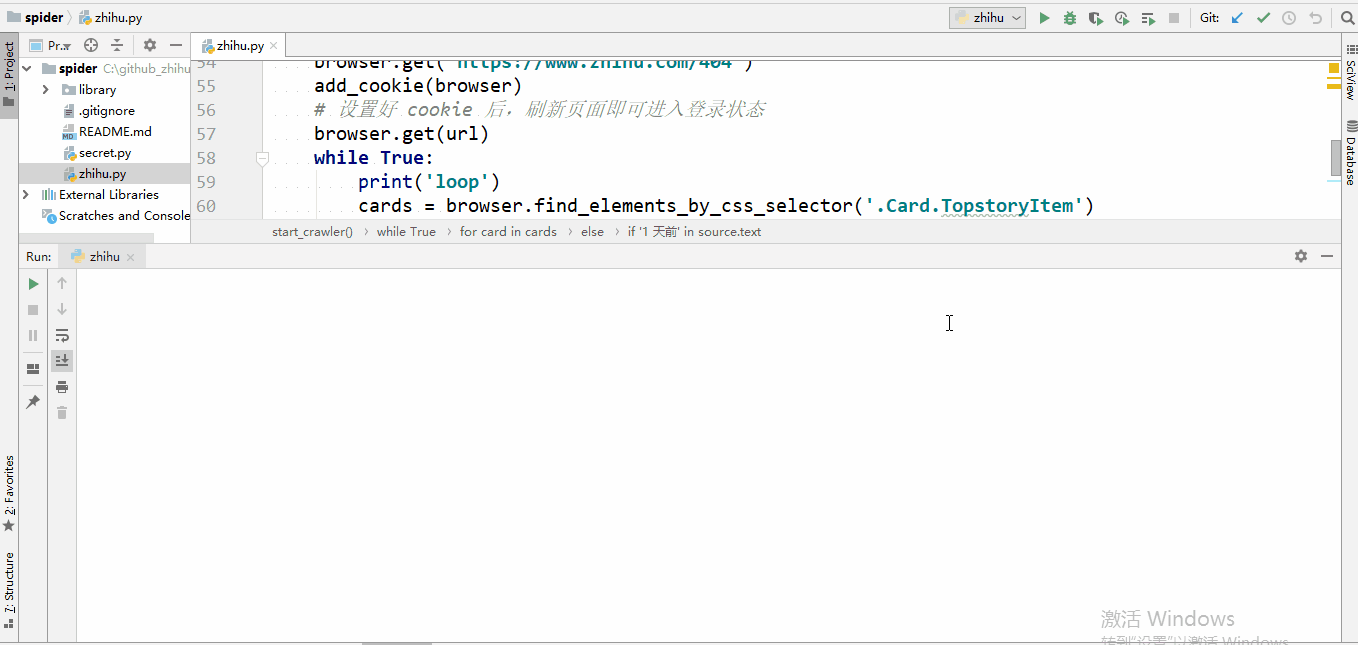 spider zhihu.py zhihu Git:
1: Project Pr.. zhihu.py
spider C:\github_zhihu
library
.gitignore
README.md
secret.py
zhihu.py
External Libraries
Scratches and Console
54 browser.get('https://www.zhihu.com/404')
55 add_cookie(browser)
56 # 设置好 cookie 后，刷新页面即可进入登录状态
57 browser.get(url)
58 while True:
59 print('loop')
60 cards = browser.find_elements_by_css_selector('.Card.TopstoryItem')
start_crawler() › while True › for card in cards › else › if '1 天前' in source.text
SciView
Database
Run: zhihu
2: Favorites
7: Structure
激活 Windows
转到"设置"以激活 Windows